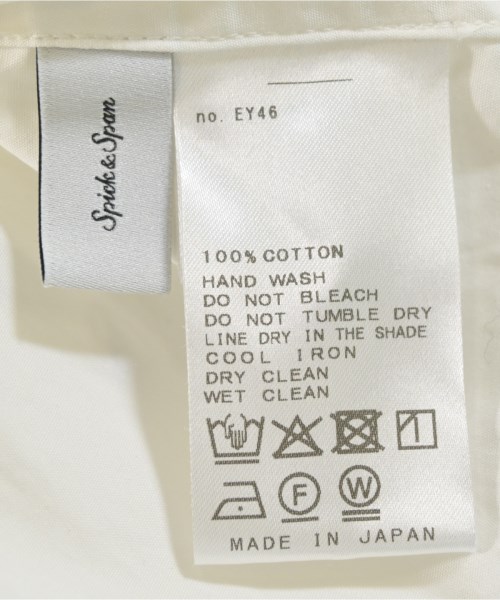 Spick & Span
no. EY46
100% COTTON
HAND WASH
DO NOT BLEACH
DO NOT TUMBLE DRY
LINE DRY IN THE SHADE
COOL IRON
DRY CLEAN
WET CLEAN
F W
MADE IN JAPAN